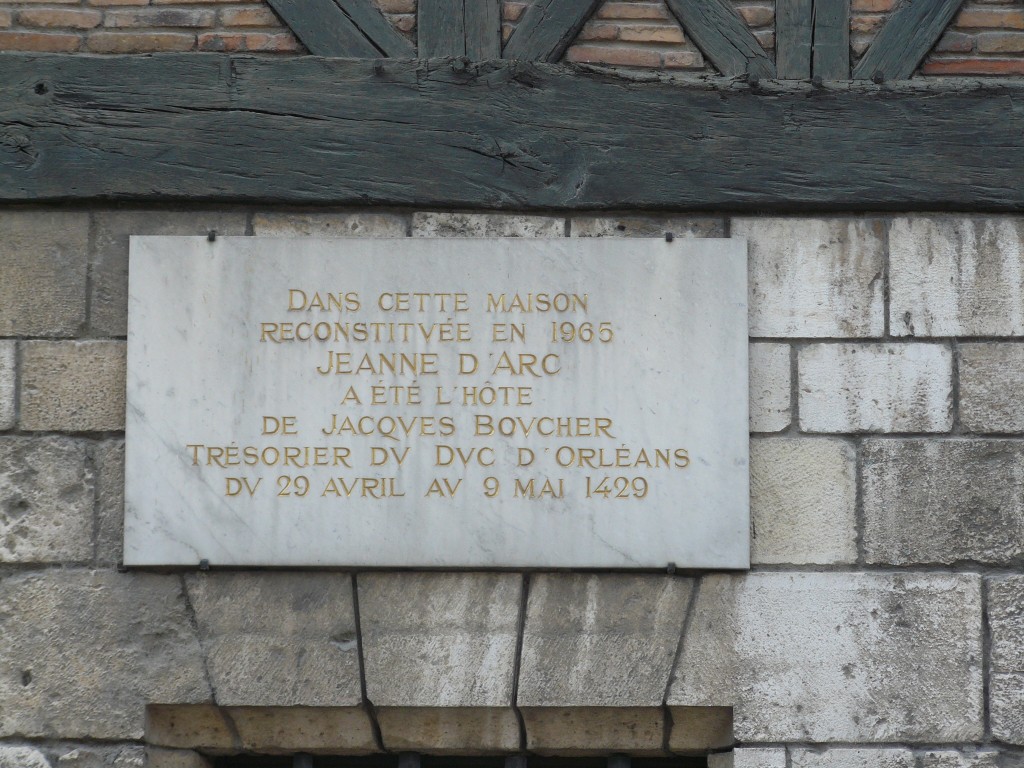 DANS CETTE MAISON
RECONSTITVÉE EN 1965
JEANNE D'ARC
A ÉTÉ L'HÔTE
DE JACQVES BOVCHER
TRÉSORIER DV DVC D'ORLÉANS
DV 29 AVRIL AV 9 MAI 1429